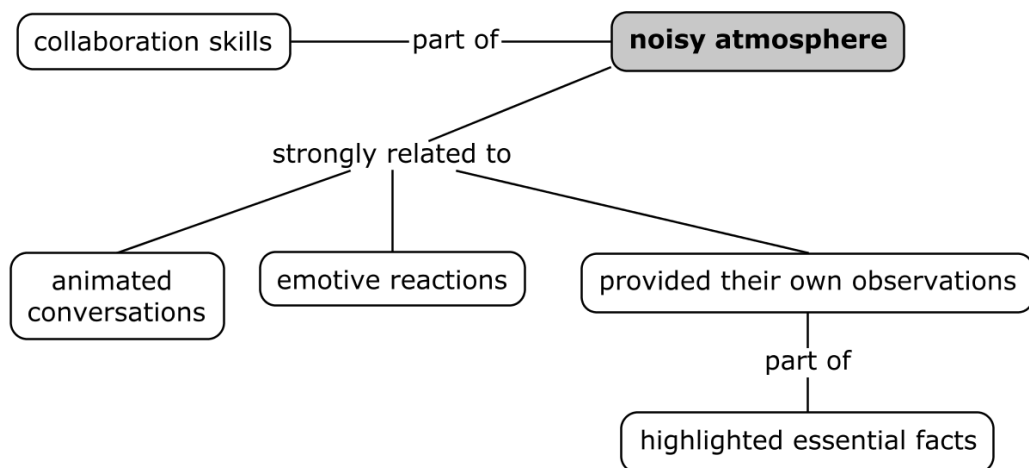 collaboration skills
part of
noisy atmosphere
strongly related to
animated
conversations
emotive reactions
provided their own observations
part of
highlighted essential facts